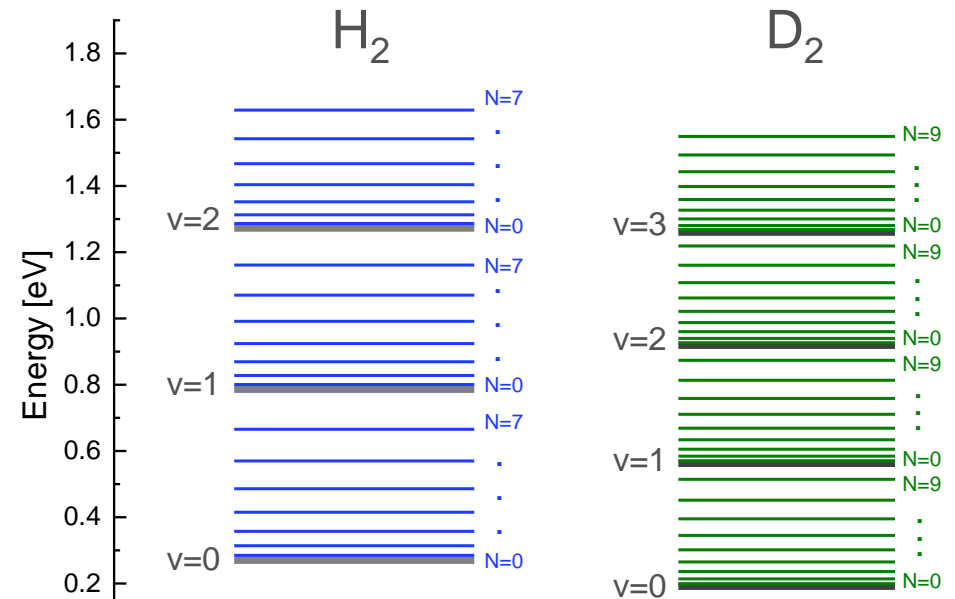 H₂
D₂
Energy [eV]
1.8
1.6
1.4
1.2
1.0
0.8
0.6
0.4
0.2
N=7
v=2
N=0
N=7
v=1
N=0
N=7
v=0
N=0
N=9
v=3
N=0
N=9
v=2
N=0
N=9
v=1
N=0
N=9
v=0
N=0